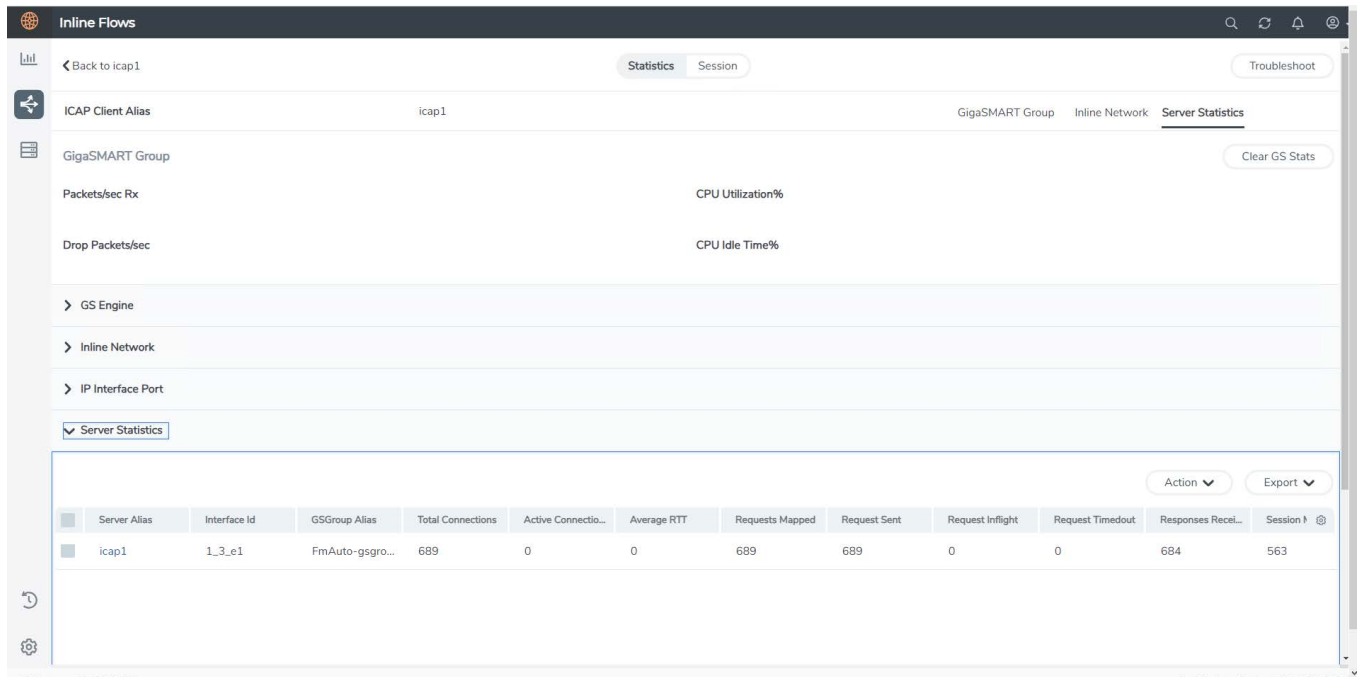 Inline Flows
Back to icap1
Statistics Session
Troubleshoot
ICAP Client Alias icap1 GigaSMART Group Inline Network Server Statistics
GigaSMART Group Clear GS Stats
Packets/sec Rx CPU Utilization%
Drop Packets/sec CPU Idle Time%
GS Engine
Inline Network
IP Interface Port
Server Statistics
Action Export
Server Alias Interface Id GSGroup Alias Total Connections Active Connectio... Average RTT Requests Mapped Request Sent Request Inflight Request Timedout Responses Recei... Session
icap1 1_3_e1 FmAuto-gsgro... 689 0 0 689 689 0 0 684 563